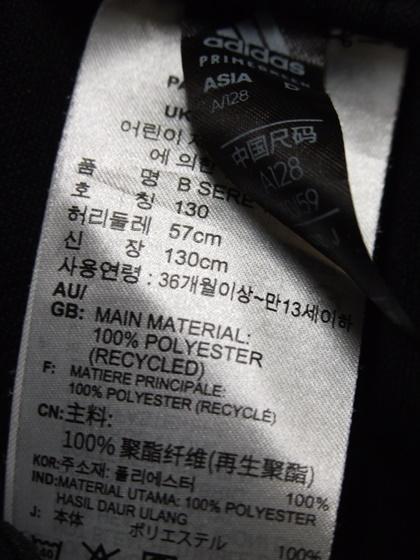 adidas
PRIMEGREEN
ASIA
A/128
中国尺码
A128
59
PA
UK
어린이
에 의한
품 명 B SERE
호 칭 130
허리둘레 57cm
신 장 130cm
사용연령 : 36개월이상~만13세이하
AU/
GB: MAIN MATERIAL:
100% POLYESTER
(RECYCLED)
F: MATIERE PRINCIPALE:
100% POLYESTER (RECYCLÉ)
CN: 主料:
100% 聚酯纤维(再生聚酯)
KOR: 주소재: 폴리에스터 100%
IND: MATERIAL UTAMA: 100% POLYESTER
HASIL DAUR ULANG
J: 本体 ポリエステル 100%
40